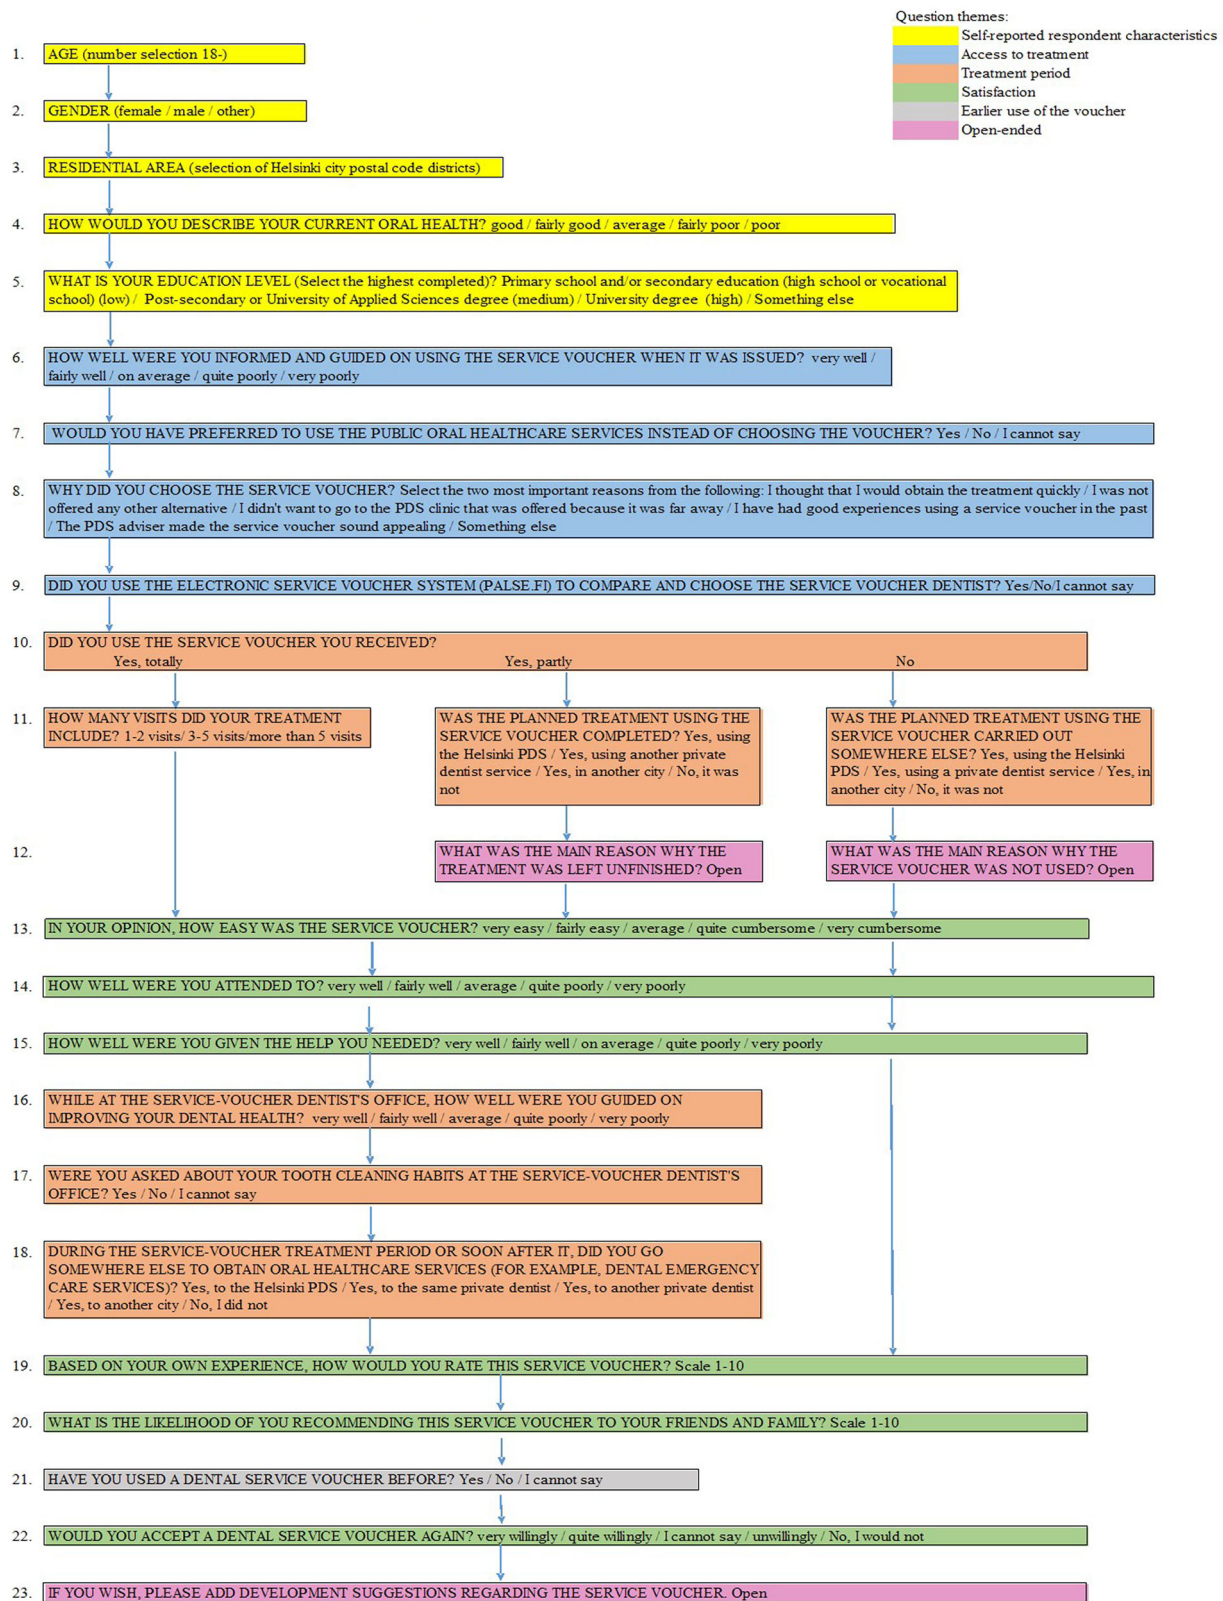 Question themes:
Self-reported respondent characteristics
Access to treatment
Treatment period
Satisfaction
Earlier use of the voucher
Open-ended
1. AGE (number selection 18-)
2. GENDER (female / male / other)
3. RESIDENTIAL AREA (selection of Helsinki city postal code districts)
4. HOW WOULD YOU DESCRIBE YOUR CURRENT ORAL HEALTH? good / fairly good / average / fairly poor / poor
5. WHAT IS YOUR EDUCATION LEVEL (Select the highest completed)? Primary school and/or secondary education (high school or vocational
school) (low) / Post-secondary or University of Applied Sciences degree (medium) / University degree (high) / Something else
6. HOW WELL WERE YOU INFORMED AND GUIDED ON USING THE SERVICE VOUCHER WHEN IT WAS ISSUED? very well /
fairly well / on average / quite poorly / very poorly
7. WOULD YOU HAVE PREFERRED TO USE THE PUBLIC ORAL HEALTHCARE SERVICES INSTEAD OF CHOOSING THE VOUCHER? Yes / No / I cannot say
8. WHY DID YOU CHOOSE THE SERVICE VOUCHER? Select the two most important reasons from the following: I thought that I would obtain the treatment quickly / I was not
offered any other alternative / I didn't want to go to the PDS clinic that was offered because it was far away / I have had good experiences using a service voucher in the past
/ The PDS adviser made the service voucher sound appealing / Something else
9. DID YOU USE THE ELECTRONIC SERVICE VOUCHER SYSTEM (PALSE.FI) TO COMPARE AND CHOOSE THE SERVICE VOUCHER DENTIST? Yes/No/I cannot say
10. DID YOU USE THE SERVICE VOUCHER YOU RECEIVED?
Yes, totally Yes, partly No
11. HOW MANY VISITS DID YOUR TREATMENT
INCLUDE? 1-2 visits/ 3-5 visits/more than 5 visits
WAS THE PLANNED TREATMENT USING THE
SERVICE VOUCHER COMPLETED? Yes, using
the Helsinki PDS / Yes, using another private
dentist service / Yes, in another city / No, it was
not
WAS THE PLANNED TREATMENT USING THE
SERVICE VOUCHER CARRIED OUT
SOMEWHERE ELSE? Yes, using the Helsinki
PDS / Yes, using a private dentist service / Yes, in
another city / No, it was not
12.
WHAT WAS THE MAIN REASON WHY THE
TREATMENT WAS LEFT UNFINISHED? Open
WHAT WAS THE MAIN REASON WHY THE
SERVICE VOUCHER WAS NOT USED? Open
13. IN YOUR OPINION, HOW EASY WAS THE SERVICE VOUCHER? very easy / fairly easy / average / quite cumbersome / very cumbersome
14. HOW WELL WERE YOU ATTENDED TO? very well / fairly well / average / quite poorly / very poorly
15. HOW WELL WERE YOU GIVEN THE HELP YOU NEEDED? very well / fairly well / on average / quite poorly / very poorly
16. WHILE AT THE SERVICE-VOUCHER DENTIST'S OFFICE, HOW WELL WERE YOU GUIDED ON
IMPROVING YOUR DENTAL HEALTH? very well / fairly well / average / quite poorly / very poorly
17. WERE YOU ASKED ABOUT YOUR TOOTH CLEANING HABITS AT THE SERVICE-VOUCHER DENTIST'S
OFFICE? Yes / No / I cannot say
18. DURING THE SERVICE-VOUCHER TREATMENT PERIOD OR SOON AFTER IT, DID YOU GO
SOMEWHERE ELSE TO OBTAIN ORAL HEALTHCARE SERVICES (FOR EXAMPLE, DENTAL EMERGENCY
CARE SERVICES)? Yes, to the Helsinki PDS / Yes, to the same private dentist / Yes, to another private dentist
/ Yes, to another city / No, I did not
19. BASED ON YOUR OWN EXPERIENCE, HOW WOULD YOU RATE THIS SERVICE VOUCHER? Scale 1-10
20. WHAT IS THE LIKELIHOOD OF YOU RECOMMENDING THIS SERVICE VOUCHER TO YOUR FRIENDS AND FAMILY? Scale 1-10
21. HAVE YOU USED A DENTAL SERVICE VOUCHER BEFORE? Yes / No / I cannot say
22. WOULD YOU ACCEPT A DENTAL SERVICE VOUCHER AGAIN? very willingly / quite willingly / I cannot say / unwillingly / No, I would not
23. IF YOU WISH, PLEASE ADD DEVELOPMENT SUGGESTIONS REGARDING THE SERVICE VOUCHER. Open